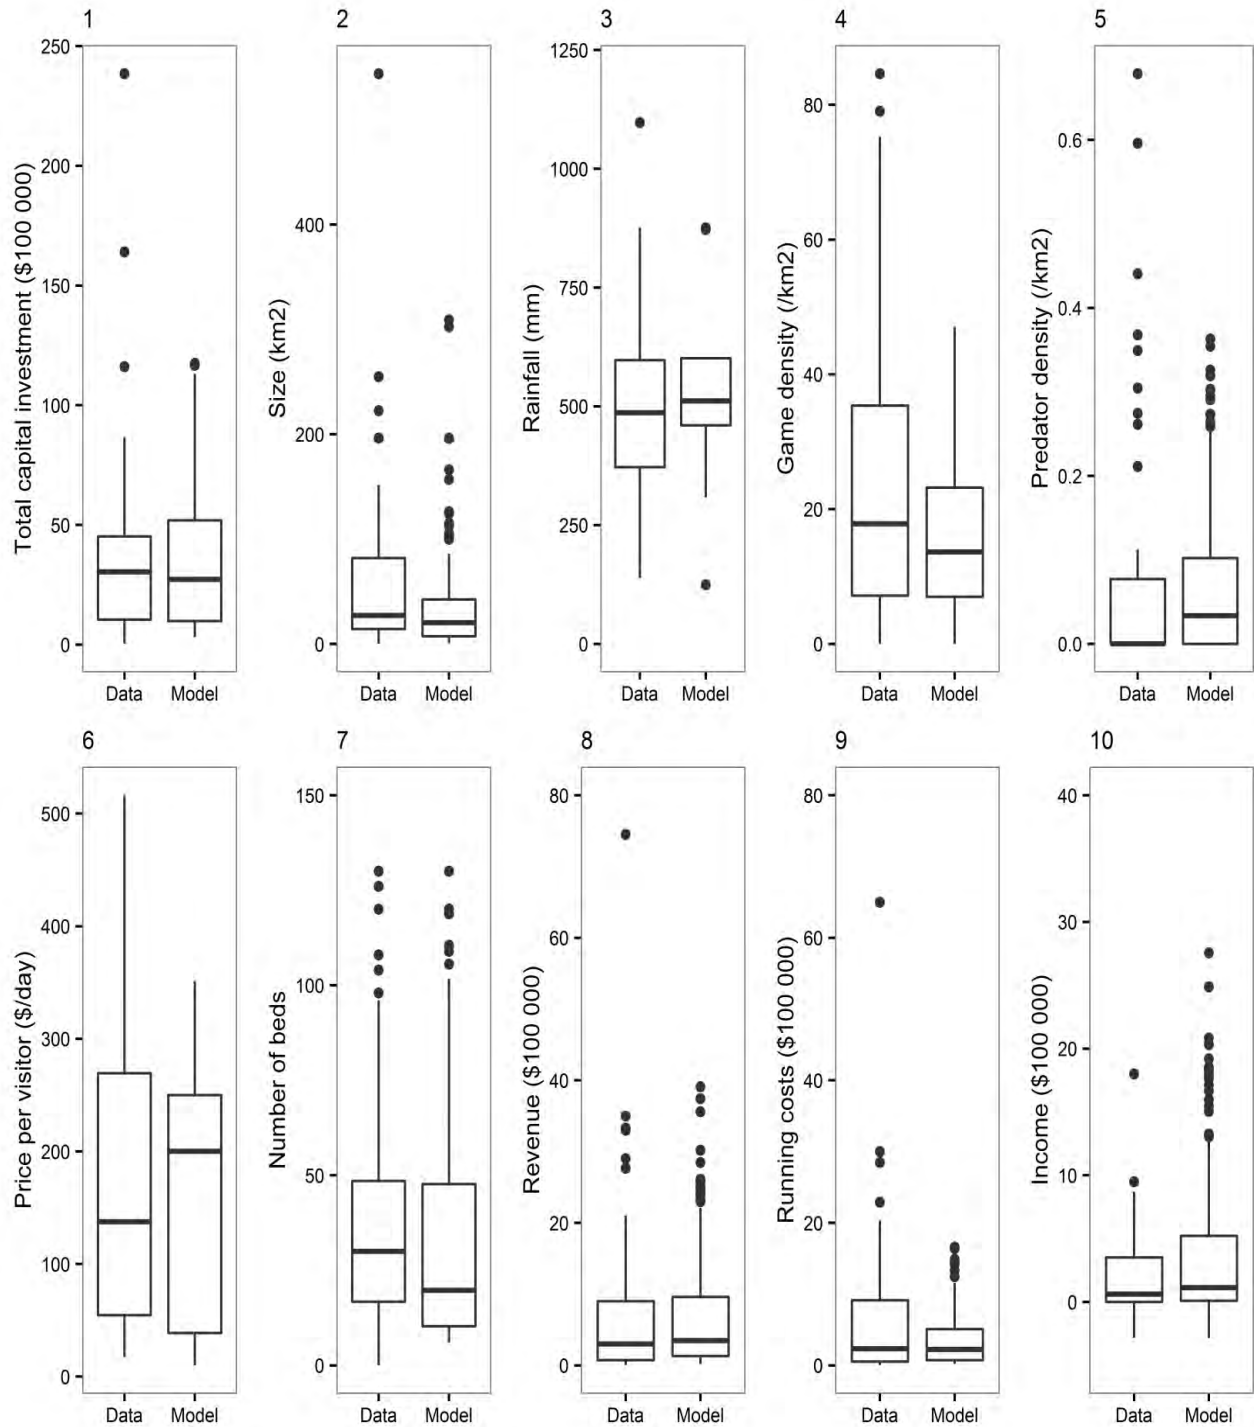 1
Total capital investment ($100 000)
250
200
150
100
50
0
Data Model
2
Size (km2)
400
200
0
Data Model
3
Rainfall (mm)
1250
1000
750
500
250
0
Data Model
4
Game density (/km2)
80
60
40
20
0
Data Model
5
Predator density (/km2)
0.6
0.4
0.2
0.0
Data Model
6
Price per visitor ($/day)
500
400
300
200
100
0
Data Model
7
Number of beds
150
100
50
0
Data Model
8
Revenue ($100 000)
80
60
40
20
0
Data Model
9
Running costs ($100 000)
80
60
40
20
0
Data Model
10
Income ($100 000)
40
30
20
10
0
Data Model